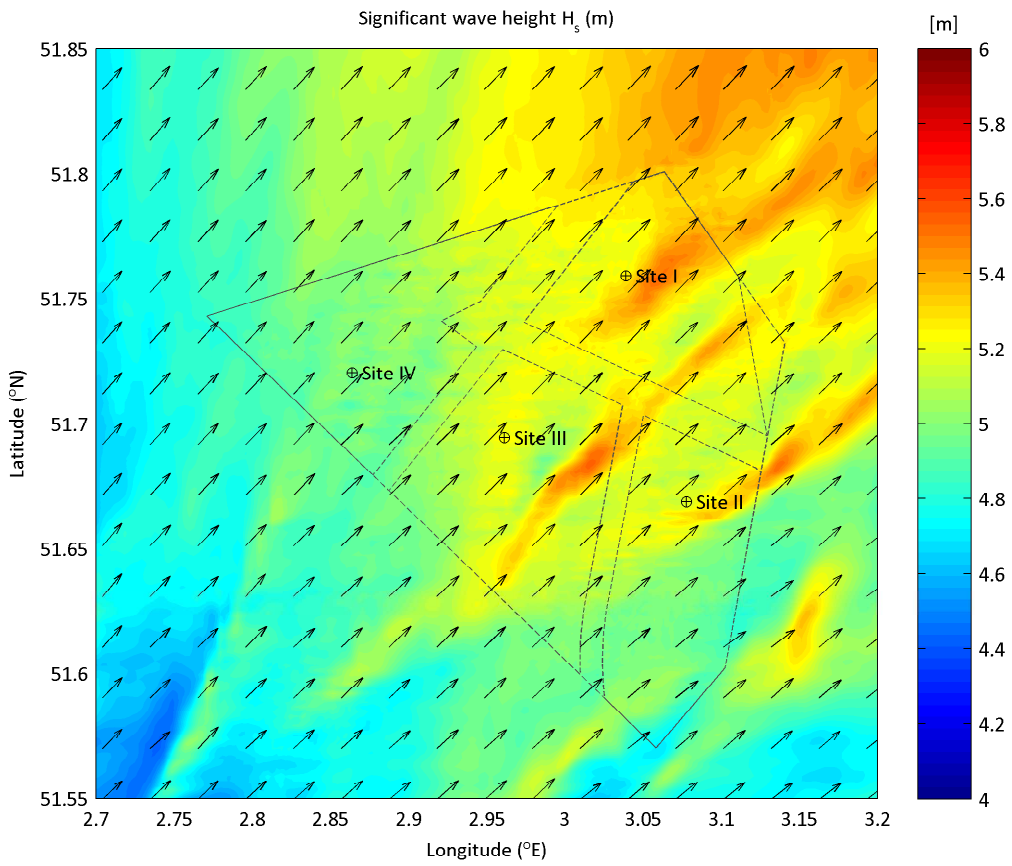 Significant wave height Hs (m)
[m]
51.85
51.8
51.75
51.7
51.65
51.6
51.55
Latitude (°N)
2.7 2.75 2.8 2.85 2.9 2.95 3 3.05 3.1 3.15 3.2
Longitude (°E)
Site I
Site IV
Site III
Site II
6
5.8
5.6
5.4
5.2
5
4.8
4.6
4.4
4.2
4